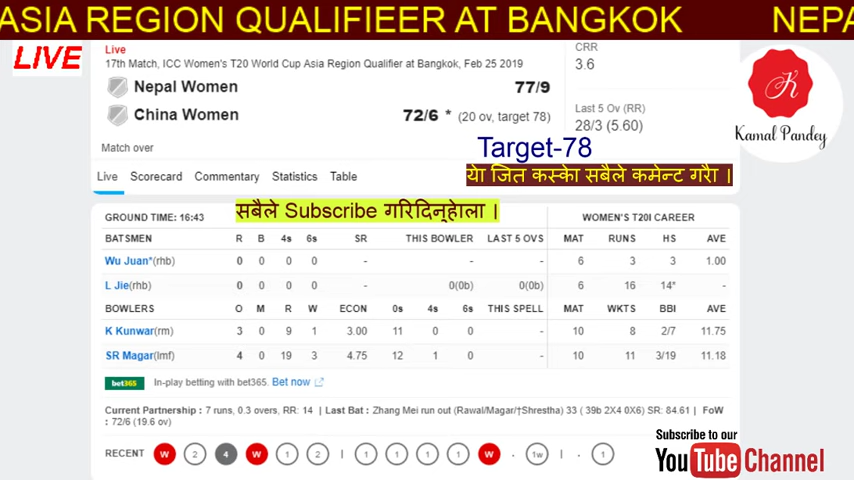 ASIA REGION QUALIFIEER AT BANGKOK NEPA
LIVE
Live
17th Match, ICC Women's T20 World Cup Asia Region Qualifier at Bangkok, Feb 25 2019
Nepal Women 77/9
China Women 72/6 * (20 ov, target 78)
Match over
CRR
3.6
Last 5 Ov (RR)
28/3 (5.60)
K
Kamal Pandey
Target-78
यो जित कस्को सबैले कमेन्ट गरौ ।
Live Scorecard Commentary Statistics Table
सबैले Subscribe गरिदिनुहोला ।
GROUND TIME: 16:43 WOMEN'S T20I CAREER
BATSMEN R B 4s 6s SR THIS BOWLER LAST 5 OVS MAT RUNS HS AVE
Wu Juan*(rhb) 0 0 0 0 - - - 6 3 3 1.00
L Jie(rhb) 0 0 0 0 - 0(0b) 0(0b) 6 16 14* -
BOWLERS O M R W ECON 0s 4s 6s THIS SPELL MAT WKTS BBI AVE
K Kunwar(rm) 3 0 9 1 3.00 11 0 0 - 10 8 2/7 11.75
SR Magar(lmf) 4 0 19 3 4.75 12 1 0 - 10 11 3/19 11.18
bet365 In-play betting with bet365. Bet now
Current Partnership : 7 runs, 0.3 overs, RR: 14 | Last Bat : Zhang Mei run out (Rawal/Magar/†Shrestha) 33 ( 39b 2X4 0X6) SR: 84.61 | FoW
: 72/6 (19.6 ov)
RECENT W 2 4 W 1 2 | 1 1 1 1 W . 1w | . 1
Subscribe to our
YouTube Channel